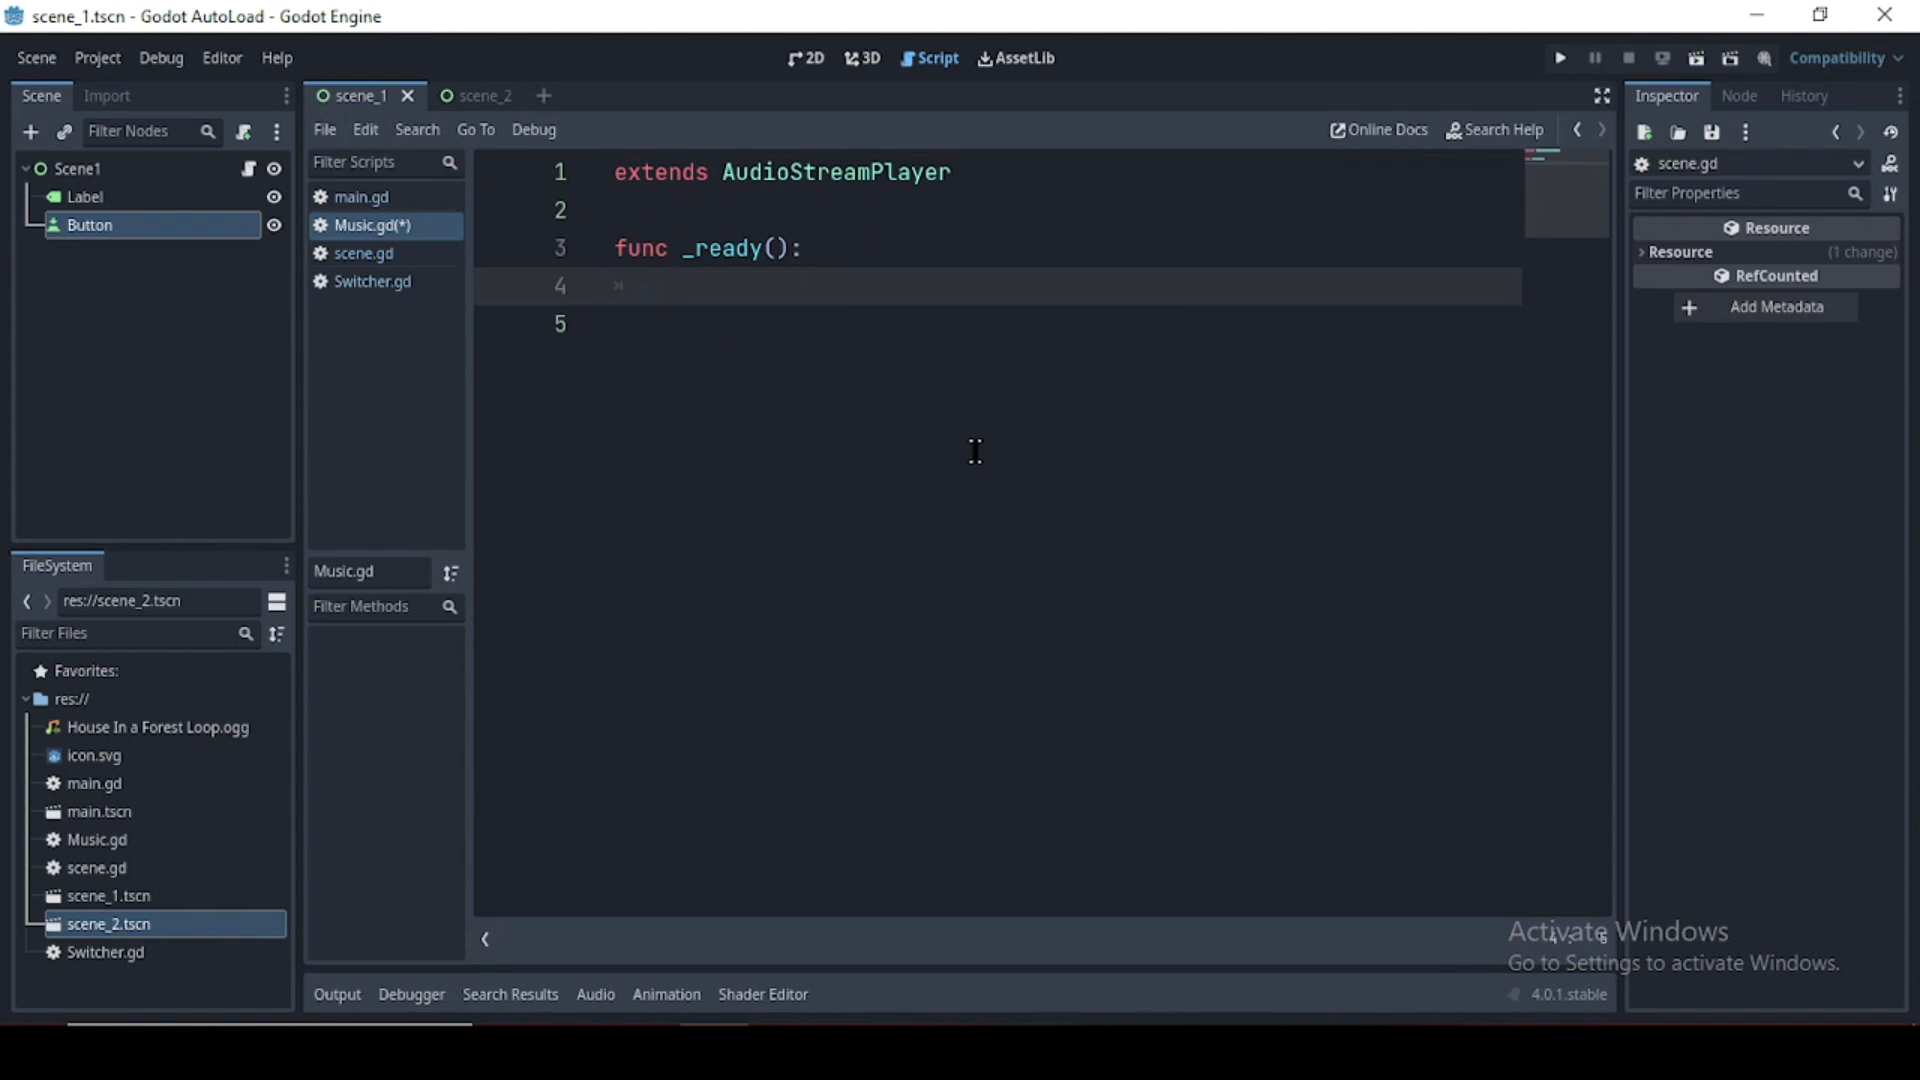 scene_1.tscn - Godot AutoLoad - Godot Engine
Scene Project Debug Editor Help
2D 3D Script AssetLib
Compatibility
Scene Import
scene_1 scene_2
Inspector Node History
Filter Nodes
File Edit Search Go To Debug
Online Docs Search Help
Scene1
Label
Button
Filter Scripts
main.gd
Music.gd(*)
scene.gd
Switcher.gd
Music.gd
Filter Methods
1 extends AudioStreamPlayer
2
3 func _ready():
4
5
scene.gd
Filter Properties
Resource
Resource (1 change)
RefCounted
Add Metadata
FileSystem
res://scene_2.tscn
Filter Files
Favorites:
res://
House In a Forest Loop.ogg
icon.svg
main.gd
main.tscn
Music.gd
scene.gd
scene_1.tscn
scene_2.tscn
Switcher.gd
Activate Windows
Go to Settings to activate Windows.
Output Debugger Search Results Audio Animation Shader Editor
4.0.1.stable